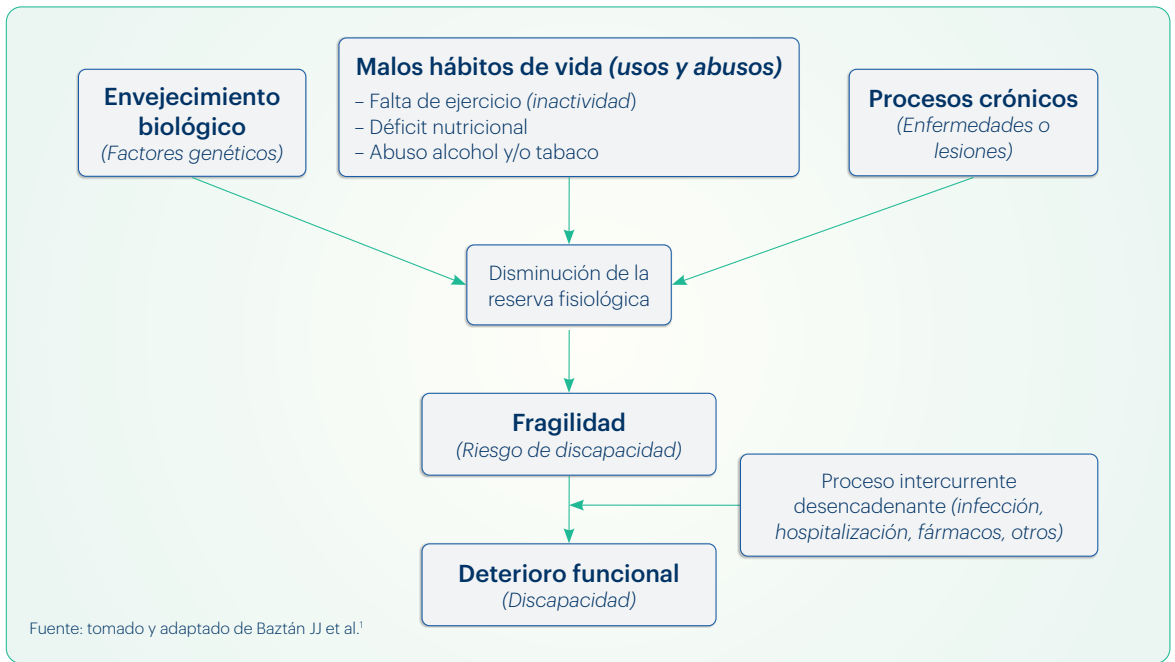 Envejecimiento
biológico
(Factores genéticos)
Malos hábitos de vida (usos y abusos)
– Falta de ejercicio (inactividad)
– Déficit nutricional
– Abuso alcohol y/o tabaco
Procesos crónicos
(Enfermedades o
lesiones)
Disminución de la
reserva fisiológica
Fragilidad
(Riesgo de discapacidad)
Proceso intercurrente
desencadenante (infección,
hospitalización, fármacos, otros)
Deterioro funcional
(Discapacidad)
Fuente: tomado y adaptado de Baztán JJ et al.¹